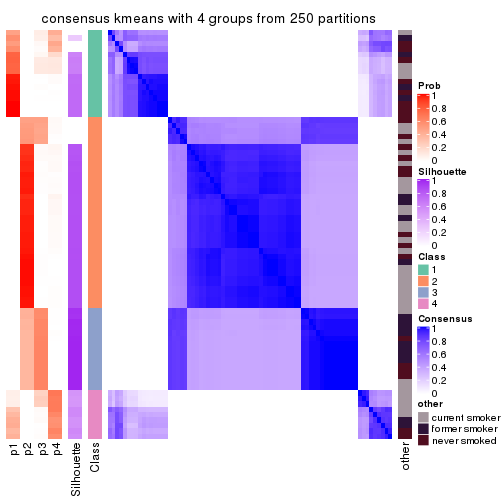 consensus kmeans with 4 groups from 250 partitions
Prob
1
0.8
0.6
0.4
0.2
0
Silhouette
1
0.8
0.6
0.4
0.2
0
Class
1
2
3
4
Consensus
1
0.8
0.6
0.4
0.2
0
other
current smoker
former smoker
never smoked
p1
p2
p3
p4
Silhouette
Class
other